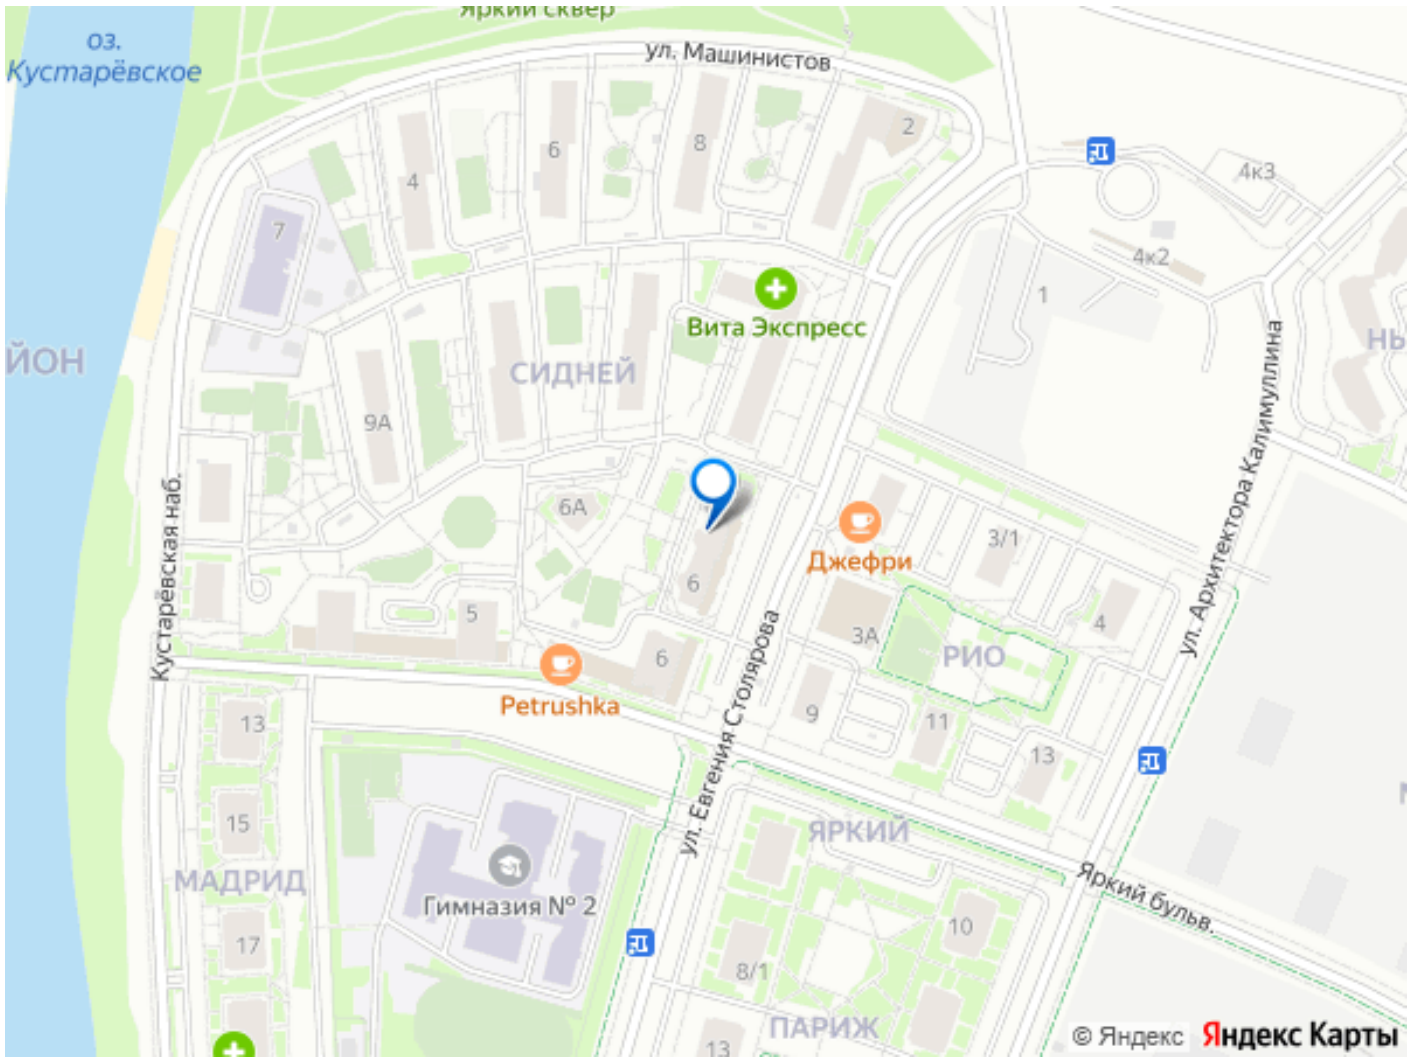 Яркий сквер
оз.
Кустарёвское
ул. Машинистов
2
8
6
4
4к3
7
4к2
1
Вита Экспресс
ЙОН
СИДНЕЙ
НЬ
9А
ул. Архитектора Калимуллина
Кустарёвская наб.
6А
3/1
Джефри
6
5
4
3А
РИО
6
ул. Евгения Столярова
Petrushka
9
11
13
13
15
ЯРКИЙ
МАДРИД
Яркий бульв.
Гимназия № 2
17
10
8/1
ПАРИЖ
13
© Яндекс Яндекс Карты